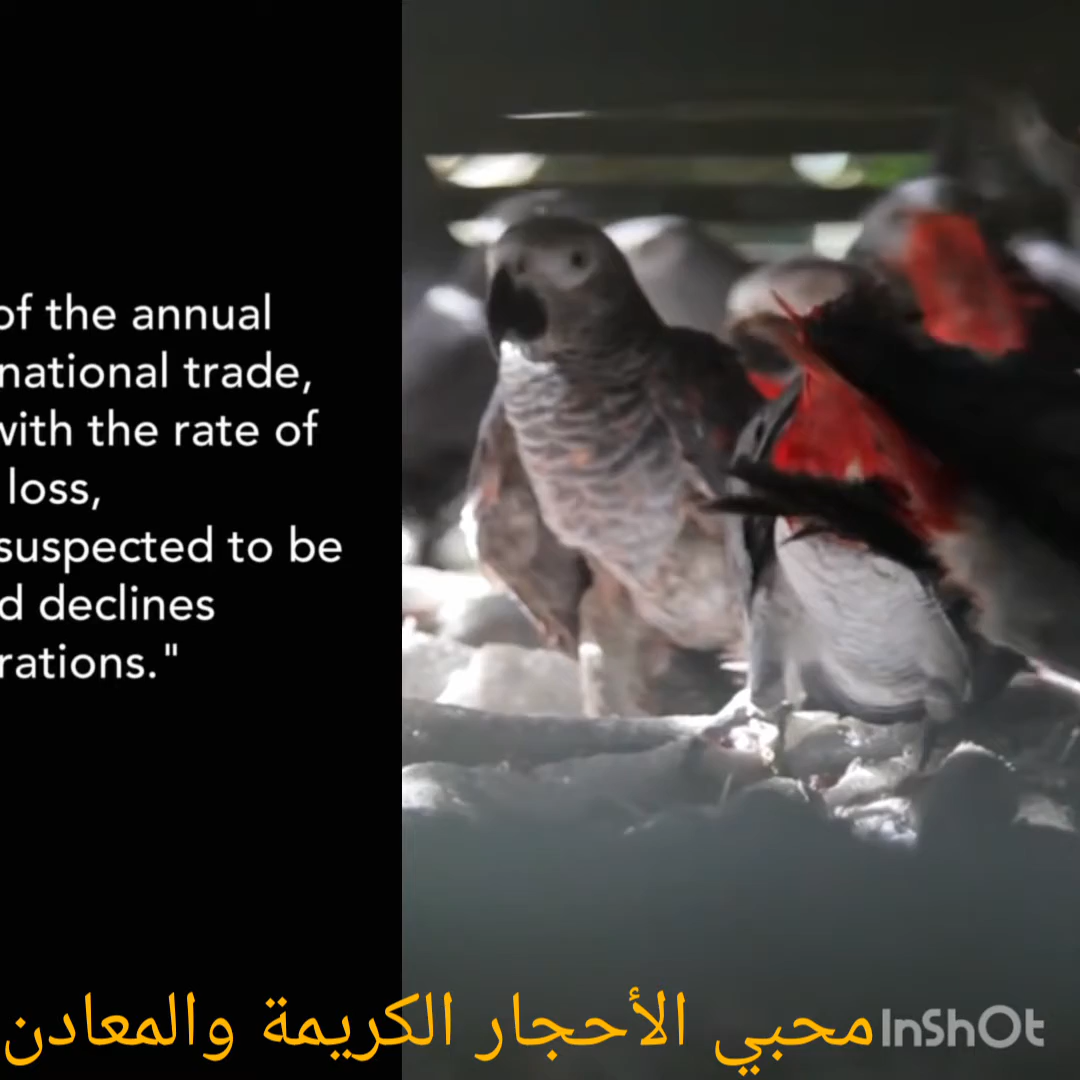 of the annual
national trade,
with the rate of
loss,
suspected to be
d declines
rations."
محبي الأحجار الكريمة والمعادن
InShOt